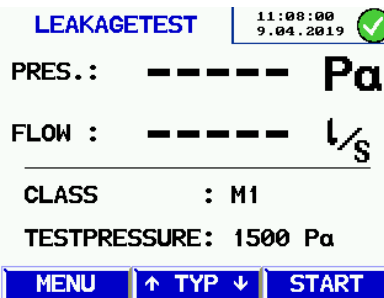 LEAKAGETEST
11:08:00
9.04.2019
PRES.: ----- Pa
FLOW : ----- l/s
CLASS : M1
TESTPRESSURE: 1500 Pa
MENU ↑ TYP ↓ START